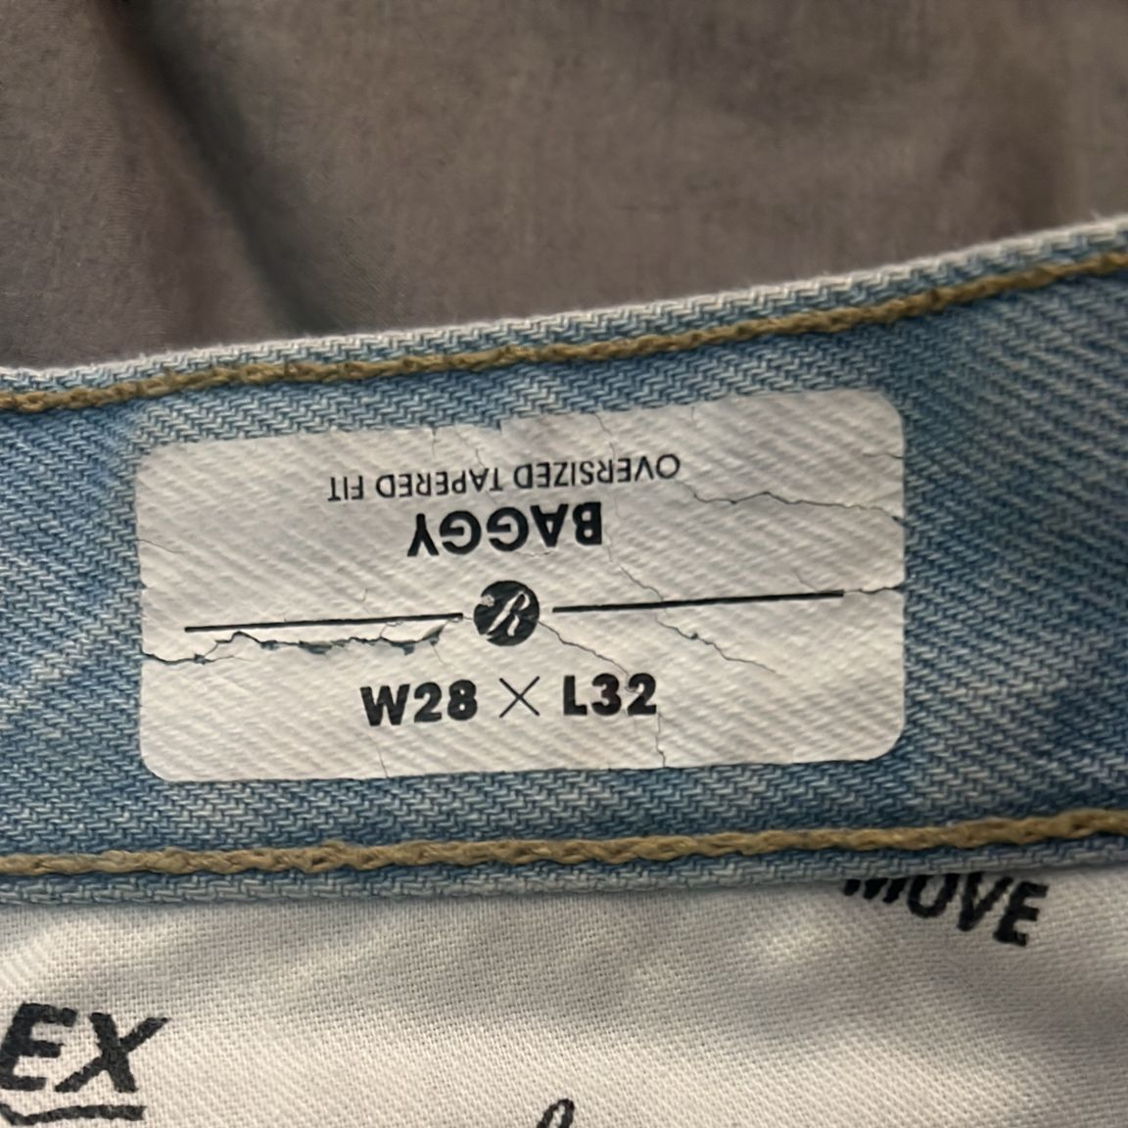 OVERSIZED TAPERED FIT
BAGGY
R
W28 × L32
MOVE
EX